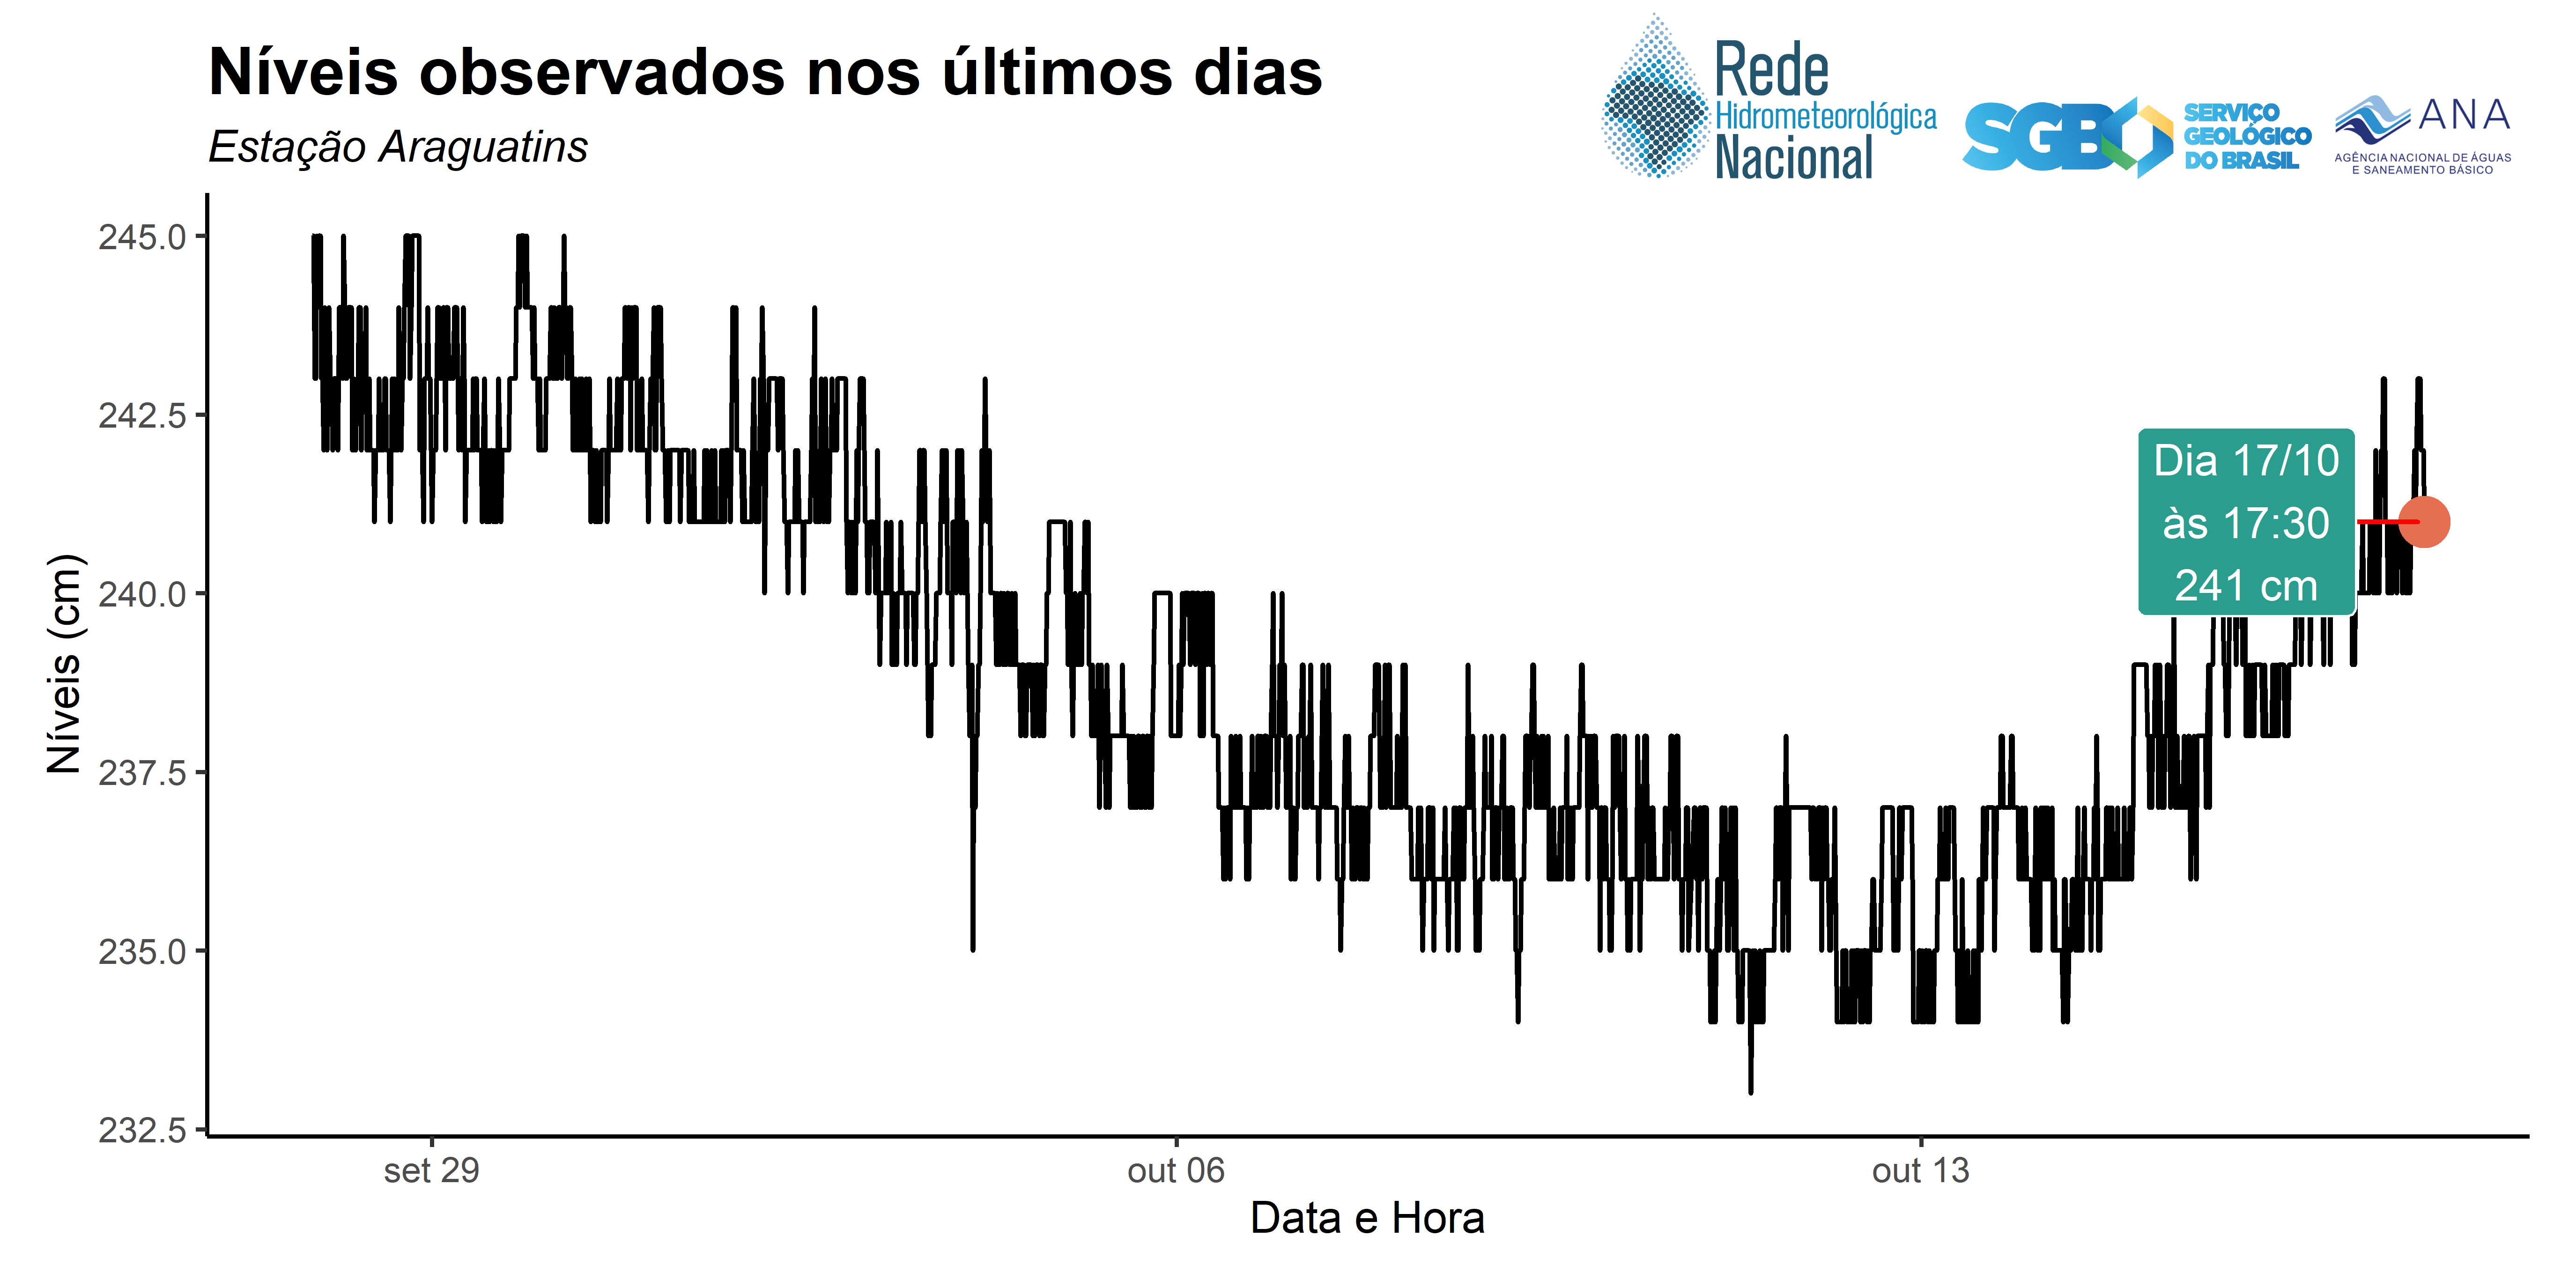 Níveis observados nos últimos dias
Estação Araguatins
Rede
Hidrometeorológica
Nacional
SGB
SERVIÇO
GEOLÓGICO
DO BRASIL
ANA
AGÊNCIA NACIONAL DE ÁGUAS
E SANEAMENTO BÁSICO
Níveis (cm)
245.0
242.5
240.0
237.5
235.0
232.5
Dia 17/10
às 17:30
241 cm
set 29
out 06
out 13
Data e Hora